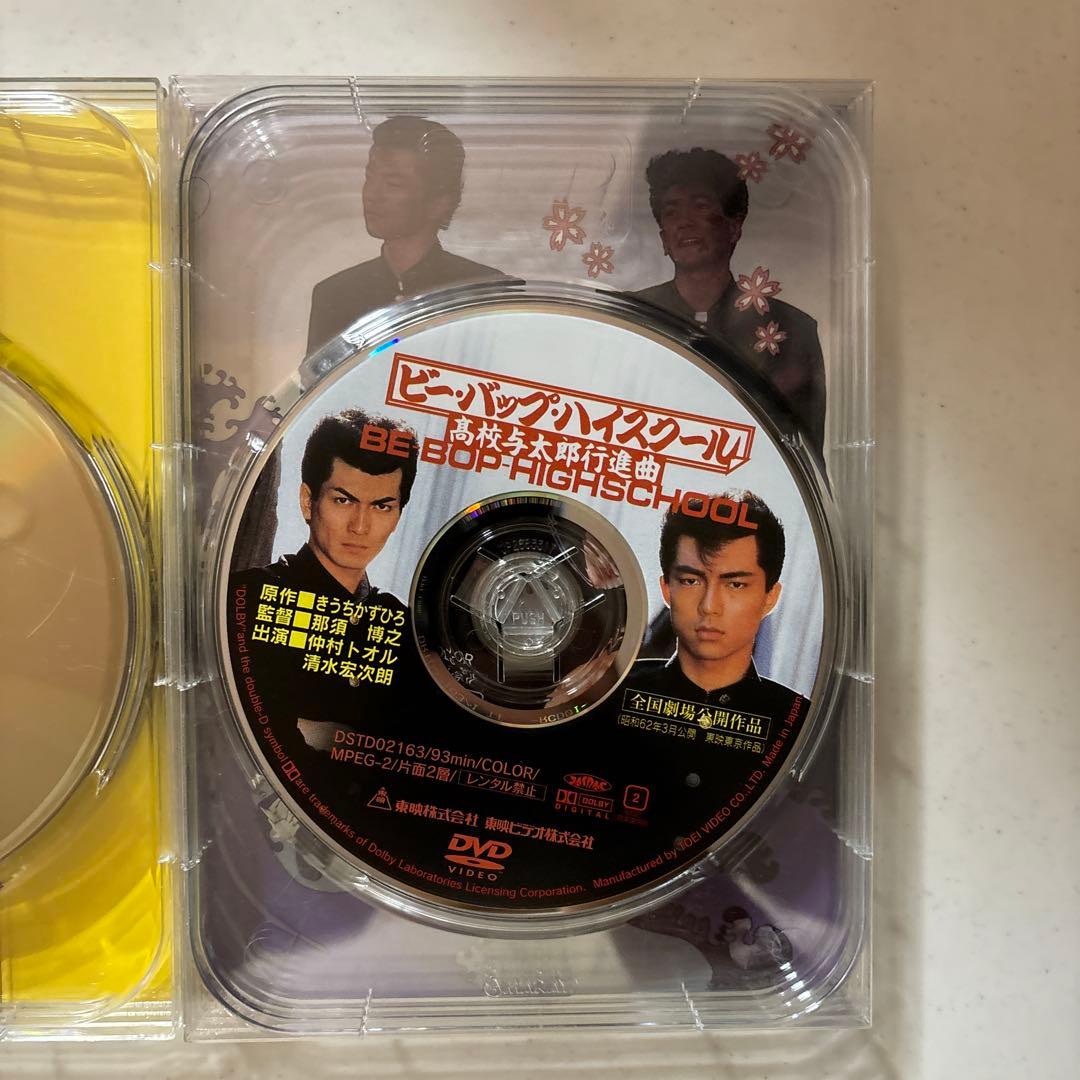 ビー・バップ・ハイスクール
高校与太郎行進曲
BE-BOP-HIGHSCHOOL
原作■きうちかずひろ
監督■那須 博之
出演■仲村トオル
清水宏次朗
全国劇場公開作品
(昭和62年3月公開 東映東京作品)
PUSH
DSTD02163/93min/COLOR/
MPEG-2/片面2層/レンタル禁止
DOLBY
DIGITAL
2
東映
東映株式会社 東映ビデオ株式会社
DVD
VIDEO
"DOLBY" and the double-D symbol are trademarks of Dolby Laboratories Licensing Corporation. Manufactured by TOEI VIDEO CO.,LTD. Made in Japan